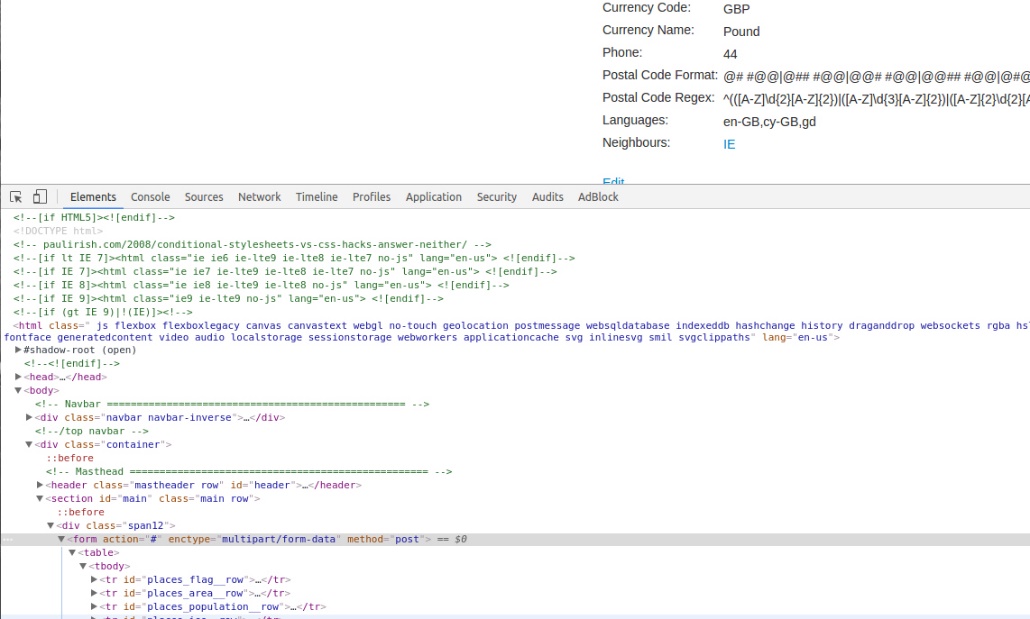 Currency Code: GBP
Currency Name: Pound
Phone: 44
Postal Code Format: @# #@@|@## #@@|@@# #@@|@@## #@@|@#@
Postal Code Regex: ^(([A-Z]\d{2}[A-Z]{2})|([A-Z]\d{3}[A-Z]{2})|([A-Z]{2}\d{2}[A
Languages: en-GB,cy-GB,gd
Neighbours: IE
Edit
Elements Console Sources Network Timeline Profiles Application Security Audits AdBlock
<!--[if HTML5]><![endif]-->
<!DOCTYPE html>
<!-- paulirish.com/2008/conditional-stylesheets-vs-css-hacks-answer-neither/ -->
<!--[if lt IE 7]><html class="ie ie6 ie-lte9 ie-lte8 ie-lte7 no-js" lang="en-us"> <![endif]-->
<!--[if IE 7]><html class="ie ie7 ie-lte9 ie-lte8 ie-lte7 no-js" lang="en-us"> <![endif]-->
<!--[if IE 8]><html class="ie ie8 ie-lte9 ie-lte8 no-js" lang="en-us"> <![endif]-->
<!--[if IE 9]><html class="ie9 ie-lte9 no-js" lang="en-us"> <![endif]-->
<!--[if (gt IE 9)|!(IE)]><!-->
<html class=" js flexbox flexboxlegacy canvas canvastext webgl no-touch geolocation postmessage websqldatabase indexeddb hashchange history draganddrop websockets rgba hs
fontface generatedcontent video audio localstorage sessionstorage webworkers applicationcache svg inlinesvg smil svgclippaths" lang="en-us">
▶#shadow-root (open)
<!--<![endif]-->
▶<head>…</head>
▼<body>
<!-- Navbar ================================================== -->
▶<div class="navbar navbar-inverse">…</div>
<!--/top navbar -->
▼<div class="container">
::before
<!-- Masthead ================================================== -->
▶<header class="mastheader row" id="header">…</header>
▼<section id="main" class="main row">
::before
▼<div class="span12">
▼<form action="#" enctype="multipart/form-data" method="post"> == $0
▼<table>
▼<tbody>
▶<tr id="places_flag__row">…</tr>
▶<tr id="places_area__row">…</tr>
▶<tr id="places_population__row">…</tr>